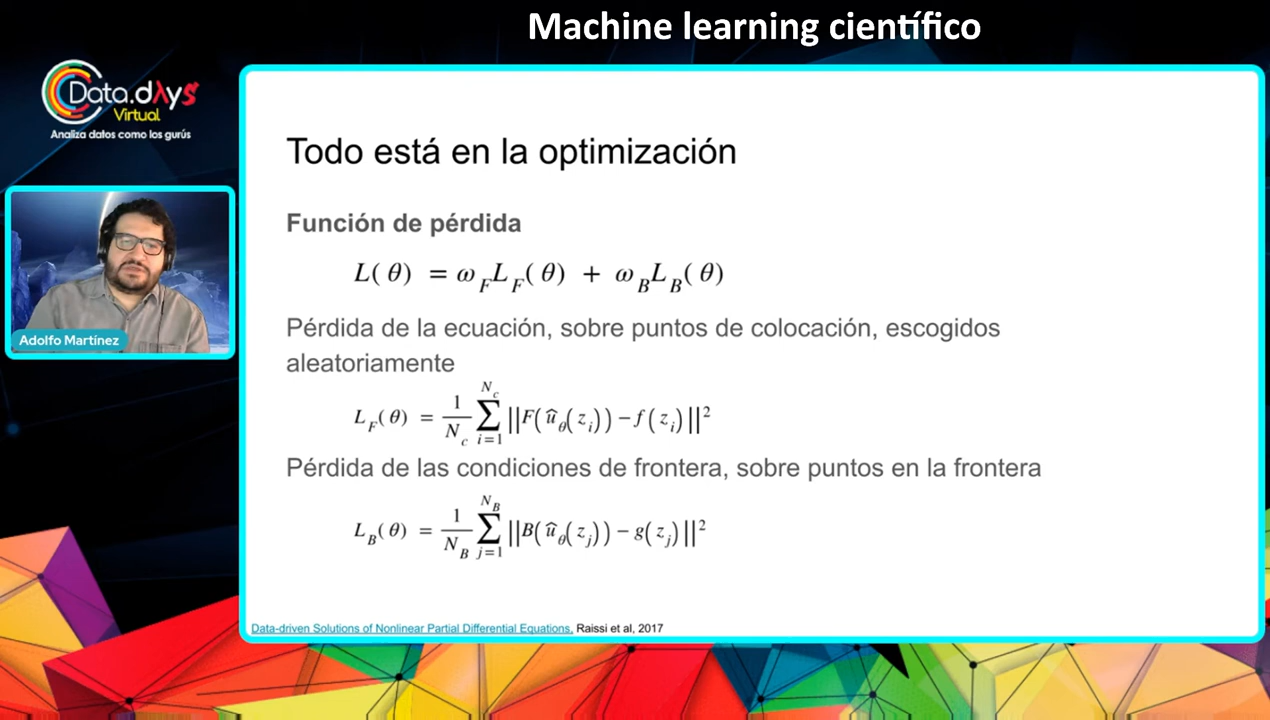 Machine learning científico
Data.dλys
Virtual
Analiza datos como los gurús
Adolfo Martínez
Todo está en la optimización
Función de pérdida
L(θ) = ω_F L_F(θ) + ω_B L_B(θ)
Pérdida de la ecuación, sobre puntos de colocación, escogidos
aleatoriamente
L_F(θ) = 1/N_c ∑_{i=1}^{N_c} ||F(û_θ(z_i)) − f(z_i)||²
Pérdida de las condiciones de frontera, sobre puntos en la frontera
L_B(θ) = 1/N_B ∑_{j=1}^{N_B} ||B(û_θ(z_j)) − g(z_j)||²
Data-driven Solutions of Nonlinear Partial Differential Equations, Raissi et al, 2017